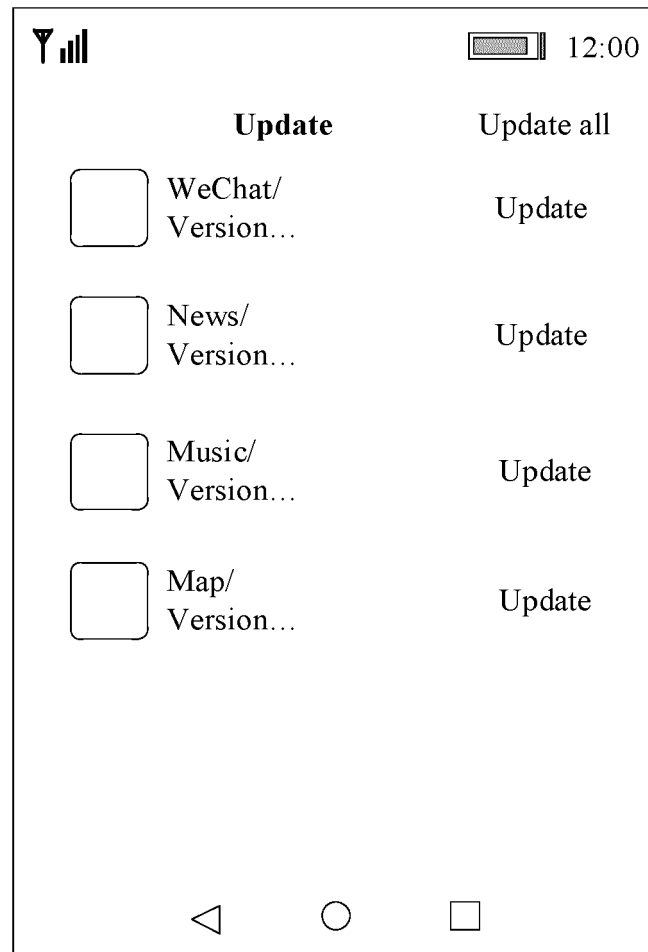 12:00
Update Update all
WeChat/
Version...
Update
News/
Version...
Update
Music/
Version...
Update
Map/
Version...
Update